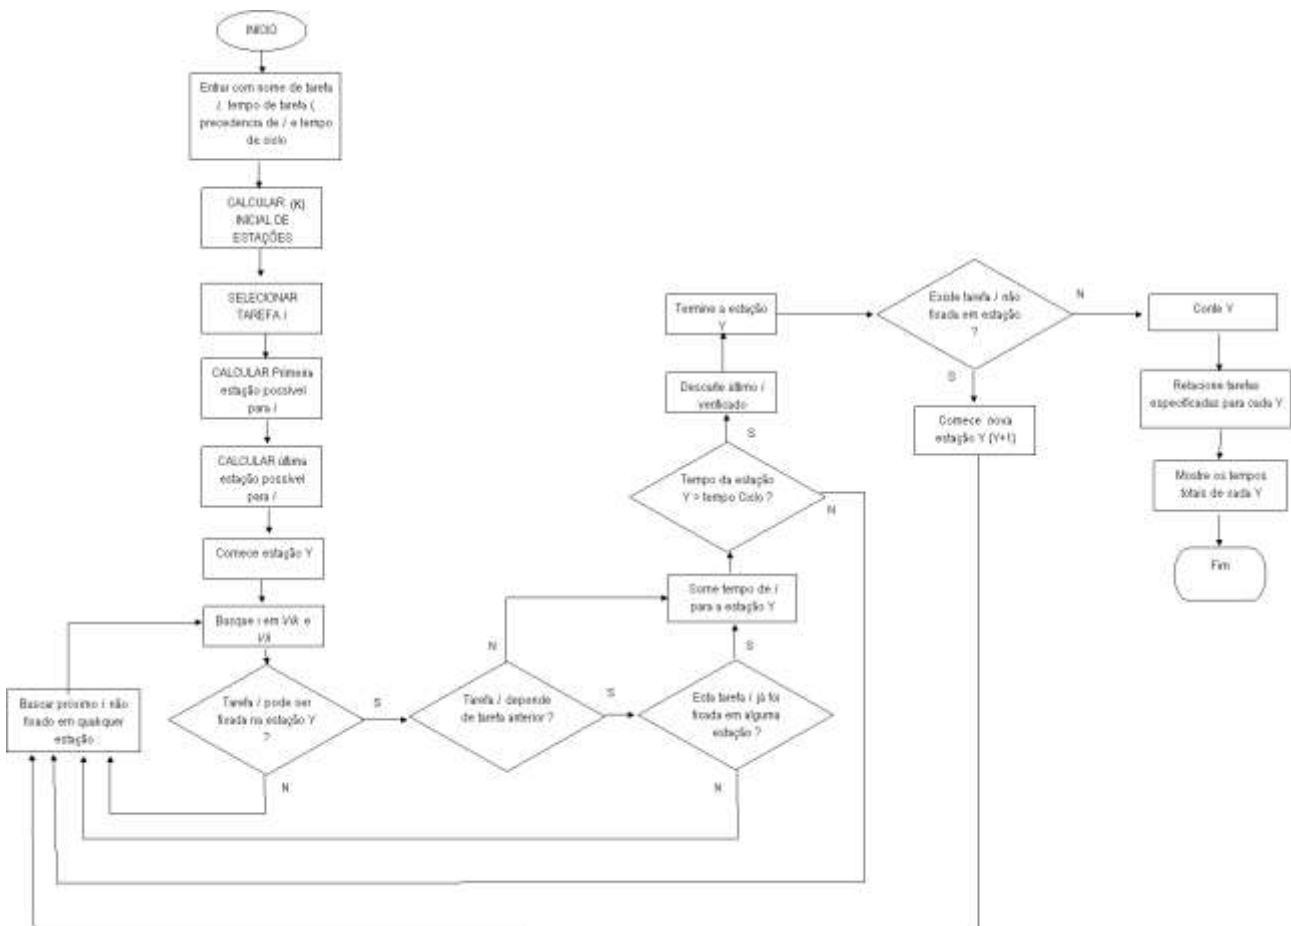 INICIO
Entrar com nome de tarefa
i, tempo de tarefa i,
precedencia de i e tempo
de ciclo
CALCULAR (K)
INICIAL DE
ESTAÇÕES
SELECIONAR
TAREFA i
CALCULAR Primeira
estação possível
para i
CALCULAR última
estação possível
para i
Comece estação Y
Busque i em Vik e
Buscar próximo i não
fixado em qualquer
estação
Tarefa i pode ser
fixada na estação Y
?
S
N
Tarefa i depende
de tarefa anterior ?
N
S
Esta tarefa i já foi
fixada em alguma
estação ?
S
N
Some tempo de i
para a estação Y
Tempo da estação
Y > tempo Ciclo ?
S
N
Descarte último i
verificado
Termine a estação
Y
Existe tarefa i não
fixada em estação
?
N
S
Comece nova
estação Y (Y+1)
Conte Y
Relacione tarefas
especificadas para cada Y
Mostre os tempos
totais de cada Y
Fim